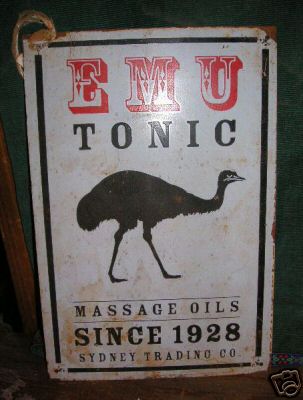 EMU
TONIC
MASSAGE OILS
SINCE 1928
SYDNEY TRADING CO.